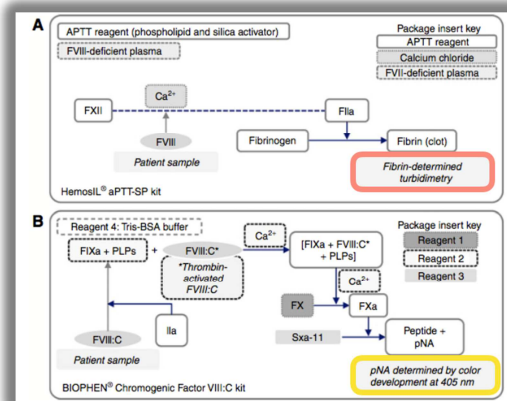 A
APTT reagent (phospholipid and silica activator)
FVIII-deficient plasma
Package insert key
APTT reagent
Calcium chloride
FVII-deficient plasma
Ca2+
FXII
FIIa
FVIII
Patient sample
Fibrinogen
Fibrin (clot)
Fibrin-determined
turbidimetry
HemosIL® aPTT-SP kit
B
Reagent 4: Tris-BSA buffer
FIXa + PLPs
+
FVIII:C*
*Thrombin-
activated
FVIII:C
Ca2+
[FIXa + FVIII:C*
+ PLPs]
Package insert key
Reagent 1
Reagent 2
Reagent 3
Ca2+
FX
FXa
IIa
FVIII:C
Patient sample
Sxa-11
Peptide +
pNA
pNA determined by color
development at 405 nm
BIOPHEN® Chromogenic Factor VIII:C kit